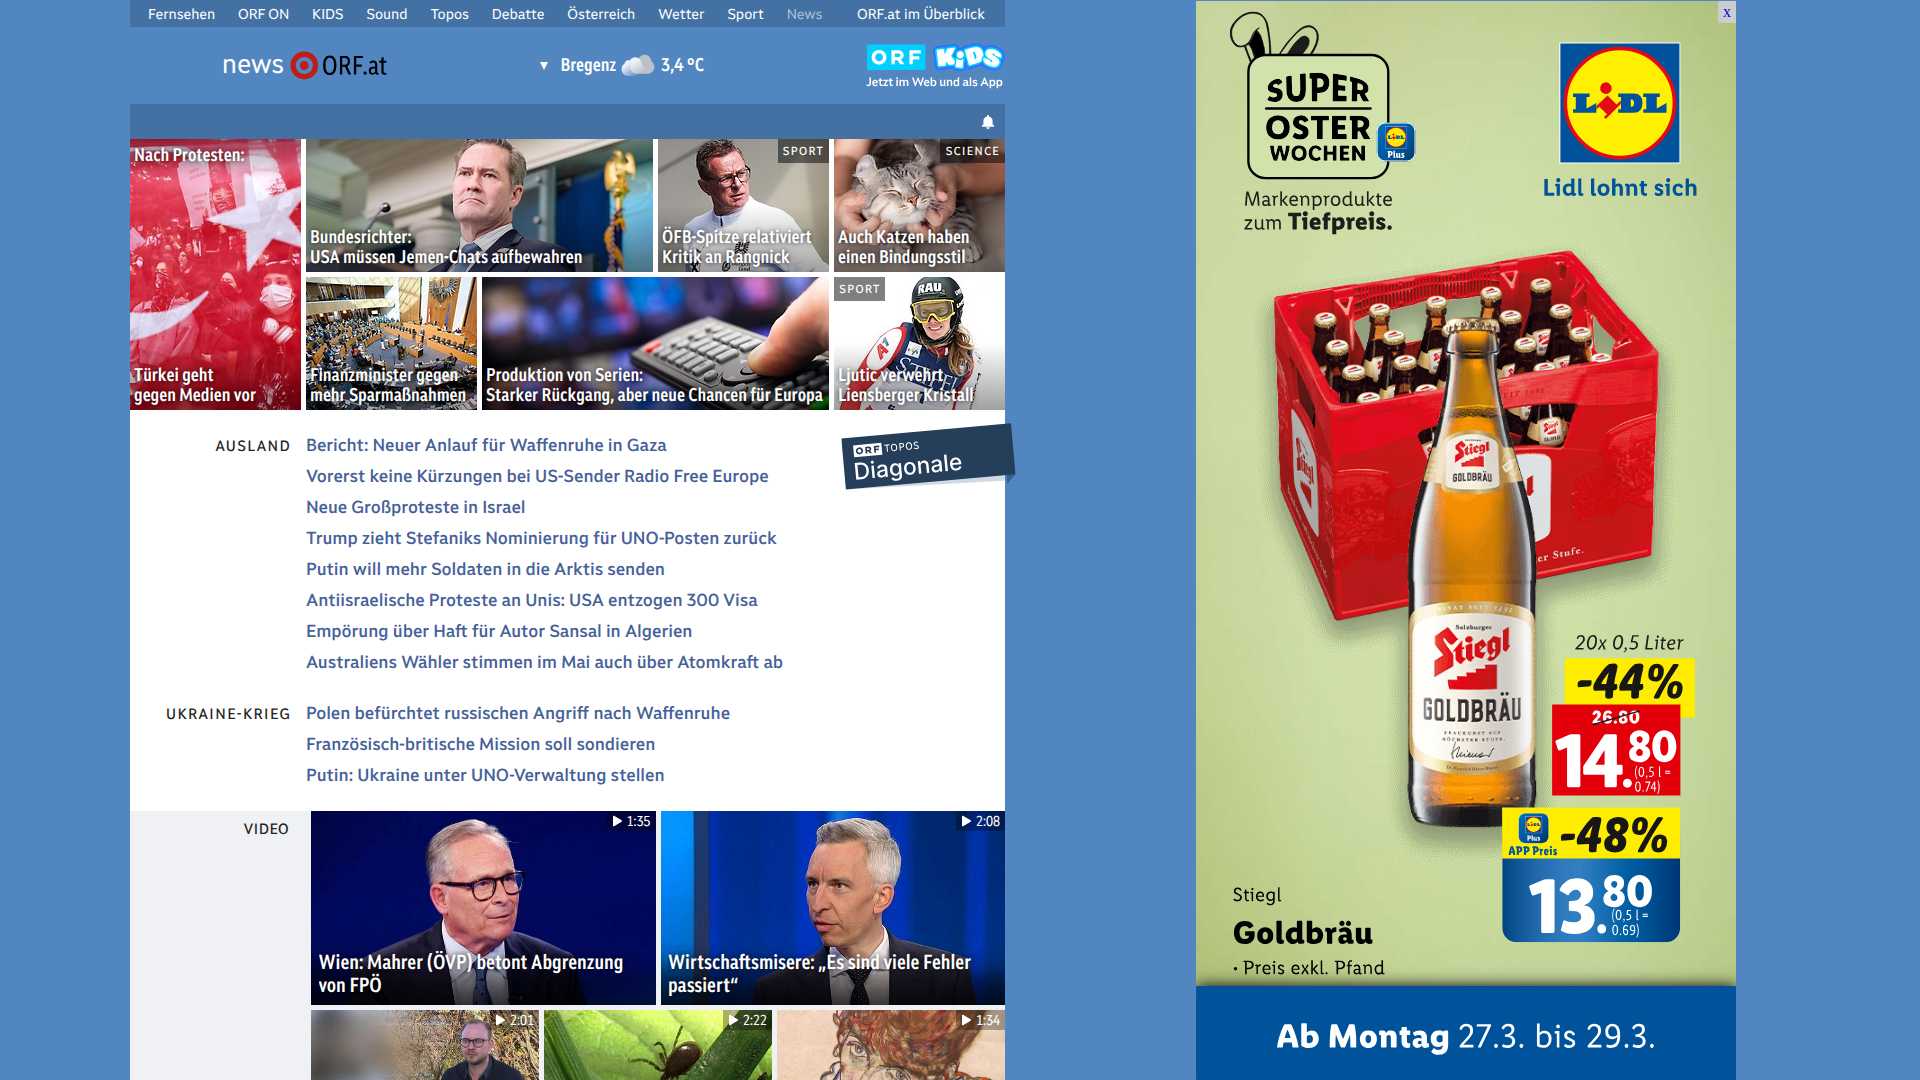 Fernsehen ORF ON KIDS Sound Topos Debatte Österreich Wetter Sport News ORF.at im Überblick
news ORF.at
▼ Bregenz 3,4 °C
ORF KiDS
Jetzt im Web und als App
Nach Protesten:
Türkei geht
gegen Medien vor
Bundesrichter:
USA müssen Jemen-Chats aufbewahren
SPORT
ÖFB-Spitze relativiert
Kritik an Rangnick
SCIENCE
Auch Katzen haben
einen Bindungsstil
Finanzminister gegen
mehr Sparmaßnahmen
Produktion von Serien:
Starker Rückgang, aber neue Chancen für Europa
SPORT
RAU
Ljutic verwehrt
Liensberger Kristall
AUSLAND
Bericht: Neuer Anlauf für Waffenruhe in Gaza
Vorerst keine Kürzungen bei US-Sender Radio Free Europe
Neue Großproteste in Israel
Trump zieht Stefaniks Nominierung für UNO-Posten zurück
Putin will mehr Soldaten in die Arktis senden
Antiisraelische Proteste an Unis: USA entzogen 300 Visa
Empörung über Haft für Autor Sansal in Algerien
Australiens Wähler stimmen im Mai auch über Atomkraft ab
ORF TOPOS
Diagonale
UKRAINE-KRIEG
Polen befürchtet russischen Angriff nach Waffenruhe
Französisch-britische Mission soll sondieren
Putin: Ukraine unter UNO-Verwaltung stellen
VIDEO
1:35
Wien: Mahrer (ÖVP) betont Abgrenzung
von FPÖ
2:08
Wirtschaftsmisere: „Es sind viele Fehler
passiert“
2:01
2:22
1:34
x
SUPER
OSTER
WOCHEN
LiDL
Plus
Markenprodukte
zum Tiefpreis.
LiDL
Lidl lohnt sich
Stiegl
GOLDBRÄU
er Stufe.
Salzburger
Stiegl
GOLDBRÄU
BRAUKUNST AUF
HÖCHSTER STUFE.
20x 0,5 Liter
-44%
26.80
14.80
(0,5 l =
0.74)
LiDL
Plus
APP Preis
-48%
13.80
(0,5 l =
0.69)
Stiegl
Goldbräu
• Preis exkl. Pfand
Ab Montag 27.3. bis 29.3.